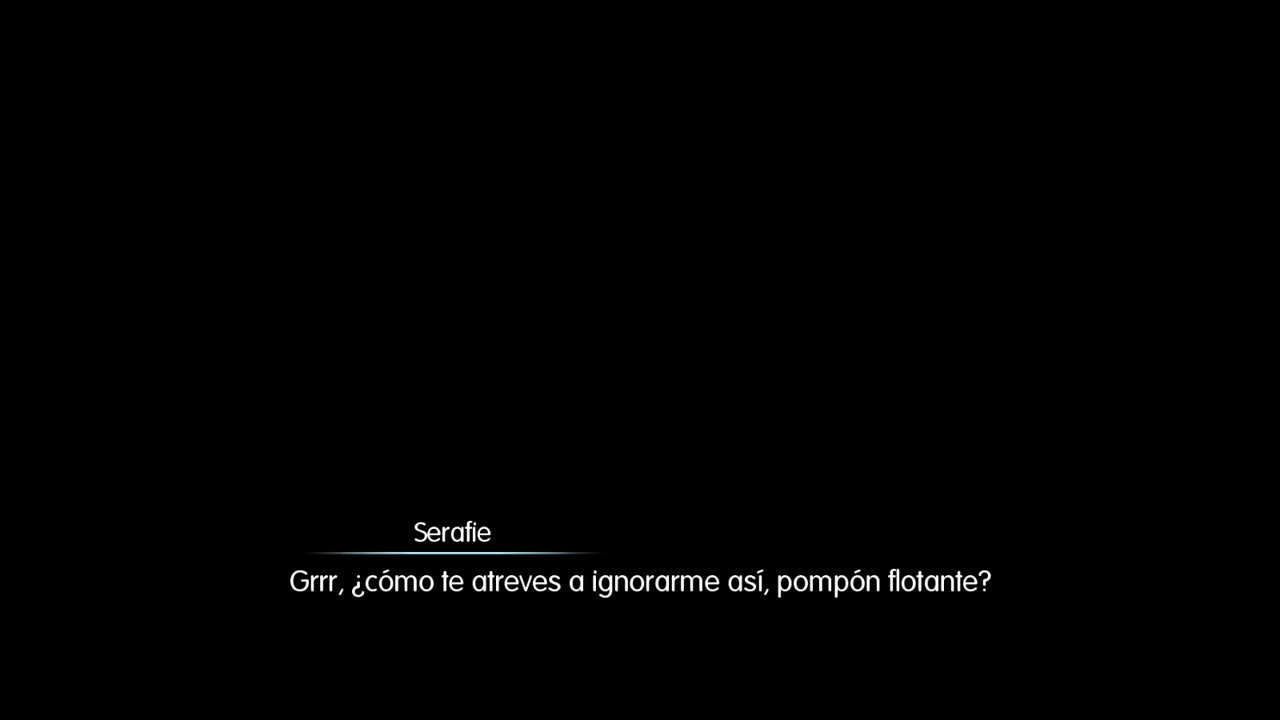 Serafie
Grrr, ¿cómo te atreves a ignorarme así, pompón flotante?